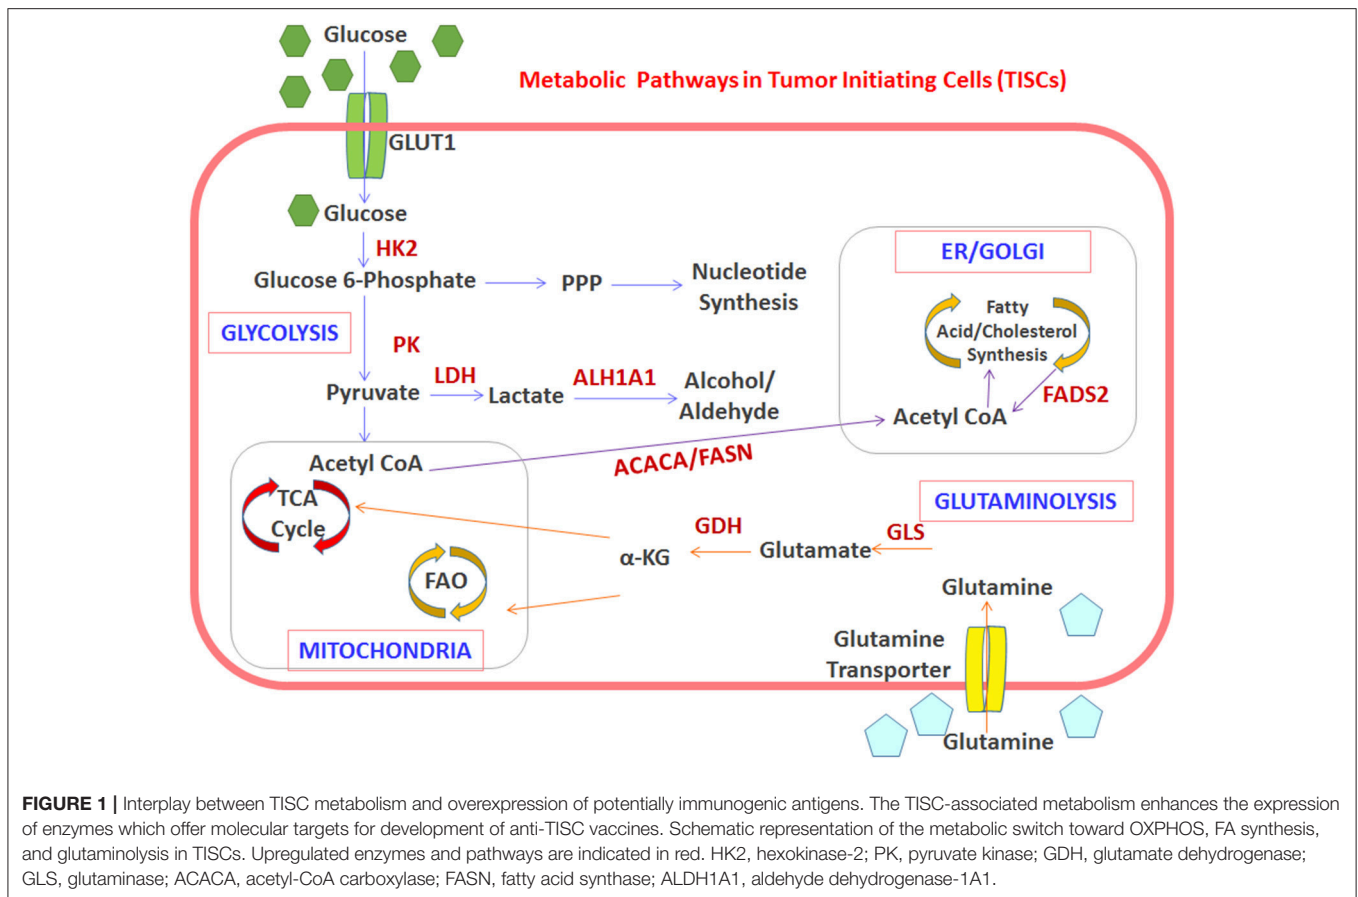 Glucose
Metabolic Pathways in Tumor Initiating Cells (TISCs)
GLUT1
Glucose
HK2
Glucose 6-Phosphate
PPP
Nucleotide
Synthesis
GLYCOLYSIS
PK
Pyruvate
LDH
Lactate
ALH1A1
Alcohol/
Aldehyde
ER/GOLGI
Fatty
Acid/Cholesterol
Synthesis
FADS2
Acetyl CoA
ACACA/FASN
Acetyl CoA
TCA
Cycle
FAO
MITOCHONDRIA
GLUTAMINOLYSIS
GLS
Glutamate
GDH
α-KG
Glutamine
Glutamine
Transporter
Glutamine
FIGURE 1 | Interplay between TISC metabolism and overexpression of potentially immunogenic antigens. The TISC-associated metabolism enhances the expression
of enzymes which offer molecular targets for development of anti-TISC vaccines. Schematic representation of the metabolic switch toward OXPHOS, FA synthesis,
and glutaminolysis in TISCs. Upregulated enzymes and pathways are indicated in red. HK2, hexokinase-2; PK, pyruvate kinase; GDH, glutamate dehydrogenase;
GLS, glutaminase; ACACA, acetyl-CoA carboxylase; FASN, fatty acid synthase; ALDH1A1, aldehyde dehydrogenase-1A1.